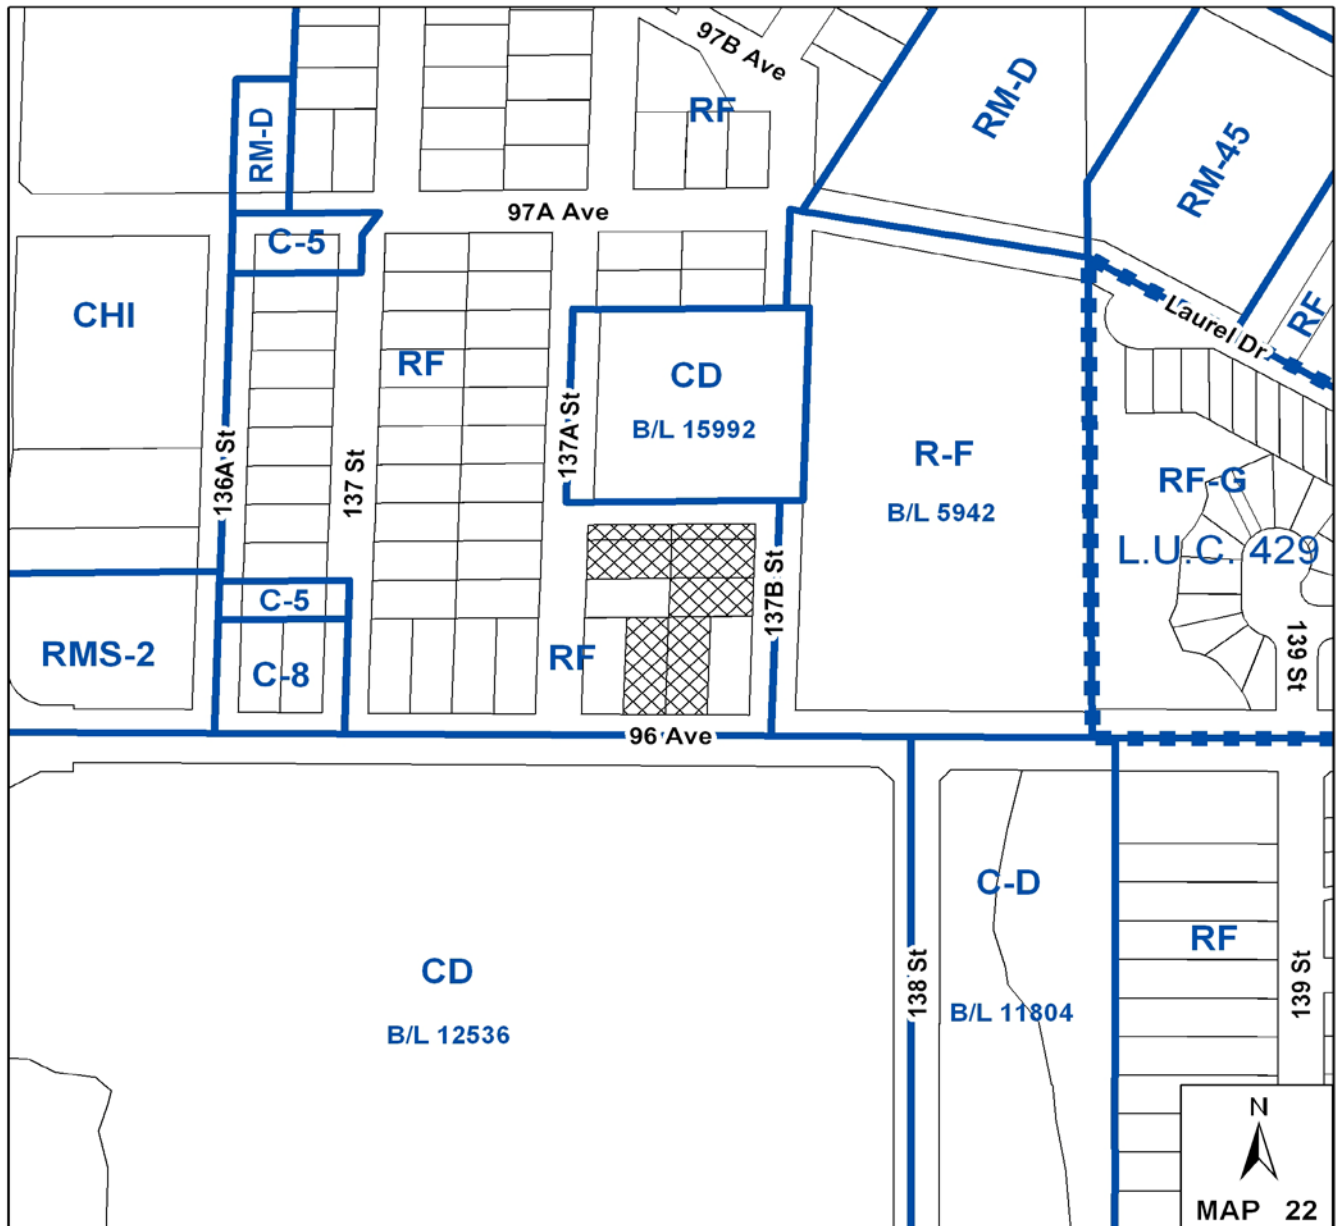 97B Ave
RF
RM-D
RM-D
RM-45
97A Ave
C-5
CHI
RF
CD
B/L 15992
Laurel Dr
RF
136A St
137 St
137A St
R-F
B/L 5942
RF-G
L.U.C. 429
C-5
137B St
RMS-2
C-8
RF
139 St
96 Ave
C-D
RF
CD
138 St
B/L 11804
139 St
B/L 12536
N
MAP 22